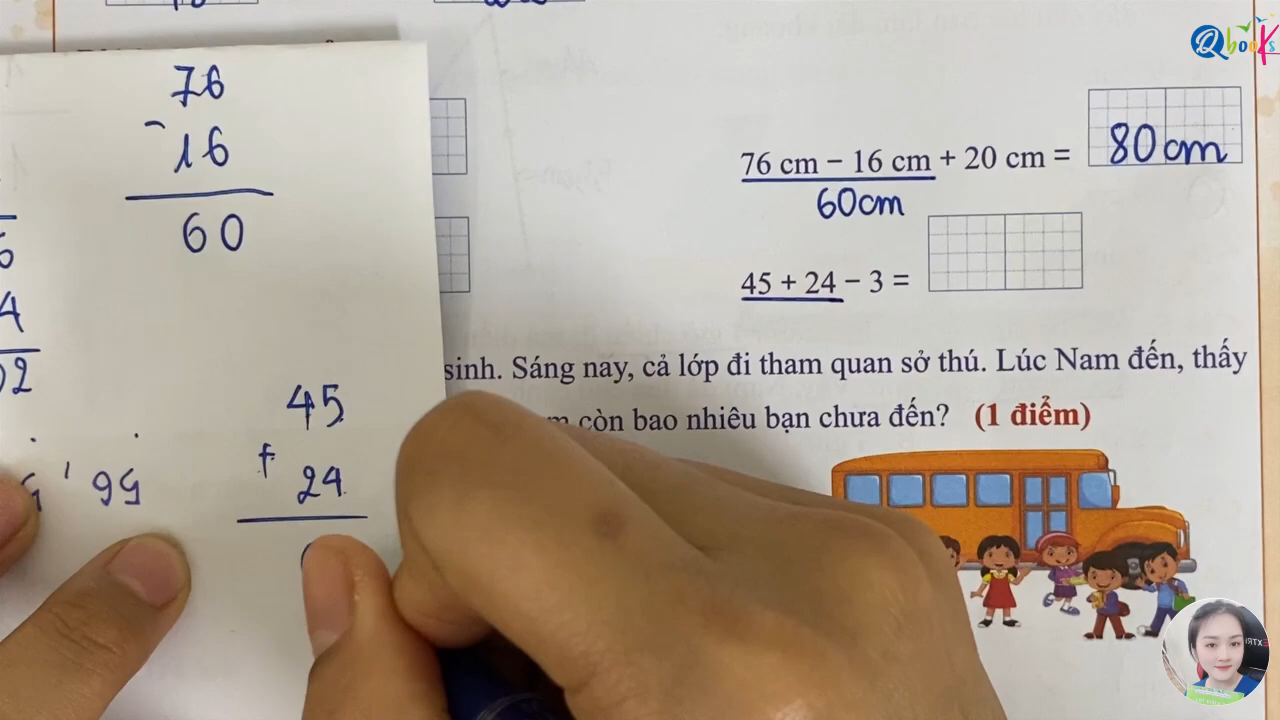 Qbooks
76
- 16
60
76 cm − 16 cm + 20 cm = 80cm
60cm
45 + 24 − 3 =
sinh. Sáng nay, cả lớp đi tham quan sở thú. Lúc Nam đến, thấy
còn bao nhiêu bạn chưa đến? (1 điểm)
45
+ 24